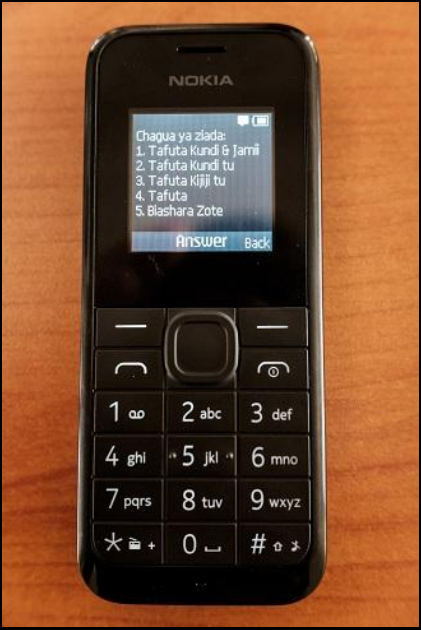 NOKIA
Chagua ya ziada:
1. Tafuta Kundi & Jamii
2. Tafuta Kundi tu
3. Tafuta Kijiji tu
4. Tafuta
5. Biashara Zote
Answer Back
1 2 abc 3 def
4 ghi 5 jkl 6 mno
7 pqrs 8 tuv 9 wxyz
* + 0 #